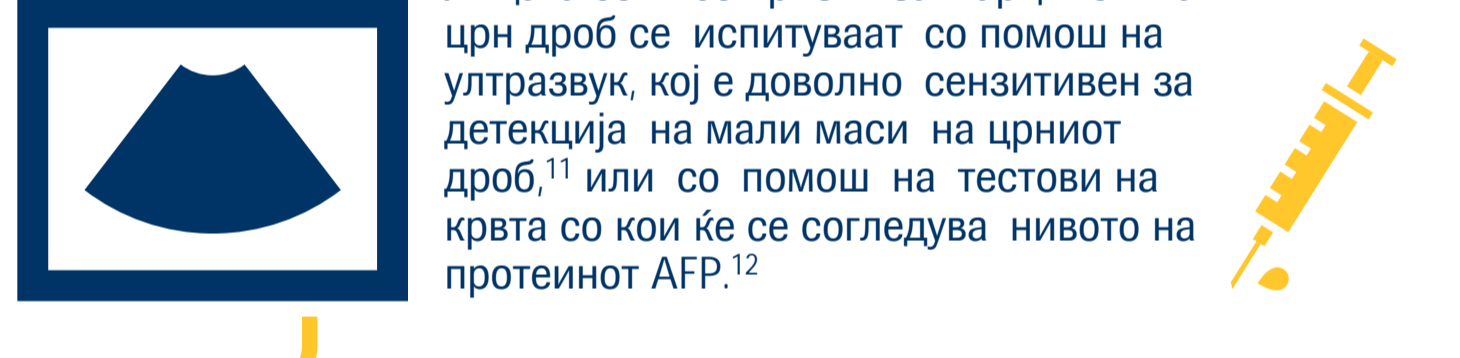 црн дроб се испитуваат со помош на
ултразвук, кој е доволно сензитивен за
детекција на мали маси на црниот
дроб,11 или со помош на тестови на
крвта со кои ќе се согледува нивото на
протеинот AFP.12